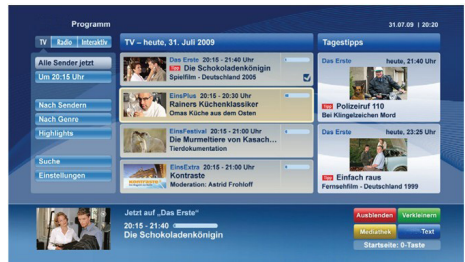 Programm
31.07.09 | 20:20
TV Radio Interaktiv
Alle Sender jetzt
Um 20:15 Uhr
Nach Sendern
Nach Genre
Highlights
Suche
Einstellungen
TV – heute, 31. Juli 2009
Das Erste 20:15 - 21:40 Uhr
Die Schokoladenkönigin
Spielfilm - Deutschland 2005
EinsPlus 20:15 - 20:30 Uhr
Rainers Küchenklassiker
Omas Küche aus dem Osten
EinsFestival 20:15 - 21:00 Uhr
Die Murmeltiere von Kasach...
Tierdokumentation
EinsExtra 20:15 - 21:00 Uhr
Kontraste
Moderation: Astrid Frohloff
Tagestipps
Das Erste heute, 21:40 Uhr
Polizeiruf 110
Bei Klingelzeichen Mord
Das Erste heute, 23:25 Uhr
Einfach raus
Fernsehfilm - Deutschland 1999
Jetzt auf „Das Erste“
20:15 - 21:40
Die Schokoladenkönigin
Ausblenden Verkleinern
Mediathek Text
Startseite: 0-Taste